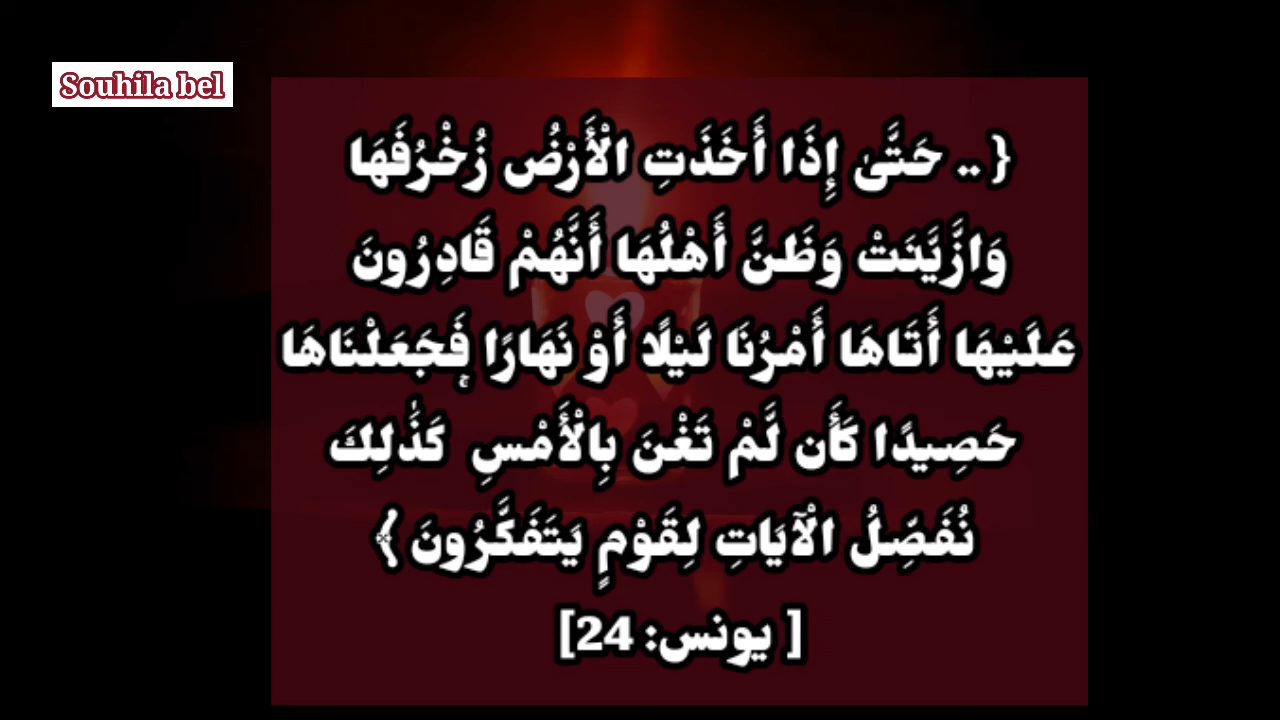 Souhila bel
{ .. حَتَّىٰ إِذَا أَخَذَتِ الْأَرْضُ زُخْرُفَهَا
وَازَّيَّنَتْ وَظَنَّ أَهْلُهَا أَنَّهُمْ قَادِرُونَ
عَلَيْهَا أَتَاهَا أَمْرُنَا لَيْلًا أَوْ نَهَارًا فَجَعَلْنَاهَا
حَصِيدًا كَأَن لَّمْ تَغْنَ بِالْأَمْسِ ۚ كَذَٰلِكَ
نُفَصِّلُ الْآيَاتِ لِقَوْمٍ يَتَفَكَّرُونَ }
[ يونس: 24]